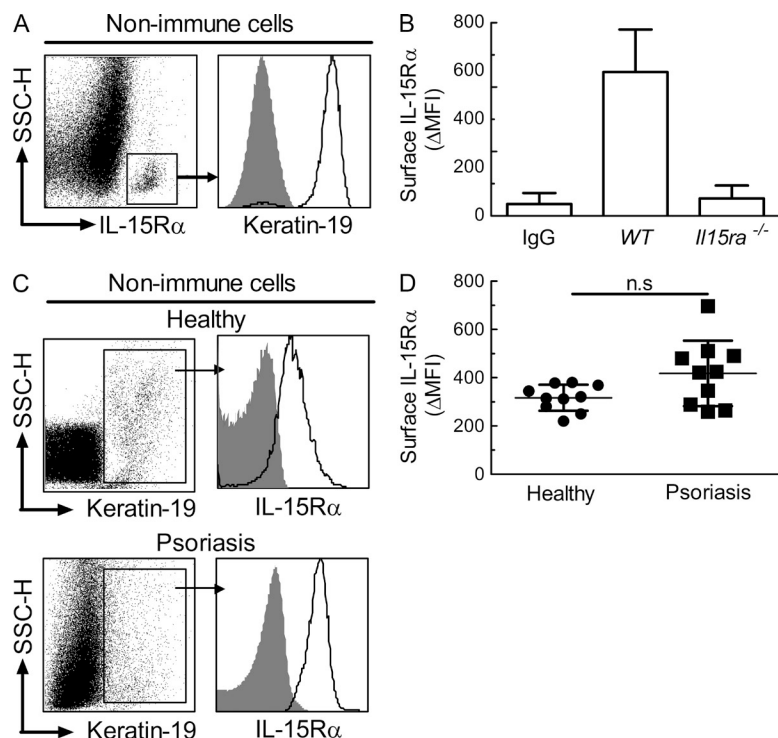 A
Non-immune cells
SSC-H
IL-15Rα
Keratin-19
B
Surface IL-15Rα
(ΔMFI)
800
600
400
200
0
IgG
WT
Il15ra -/-
C
Non-immune cells
Healthy
SSC-H
Keratin-19
IL-15Rα
Psoriasis
SSC-H
Keratin-19
IL-15Rα
D
n.s
Surface IL-15Rα
(ΔMFI)
800
600
400
200
0
Healthy
Psoriasis